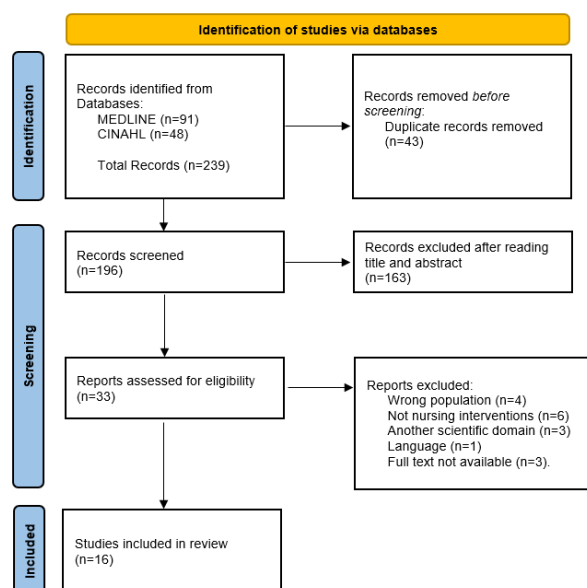 Identification of studies via databases
Identification
Records identified from
Databases:
MEDLINE (n=91)
CINAHL (n=48)
Total Records (n=239)
Records removed before
screening:
Duplicate records removed
(n=43)
Screening
Records screened
(n=196)
Records excluded after reading
title and abstract
(n=163)
Reports assessed for eligibility
(n=33)
Reports excluded:
Wrong population (n=4)
Not nursing interventions (n=6)
Another scientific domain (n=3)
Language (n=1)
Full text not available (n=3).
Included
Studies included in review
(n=16)